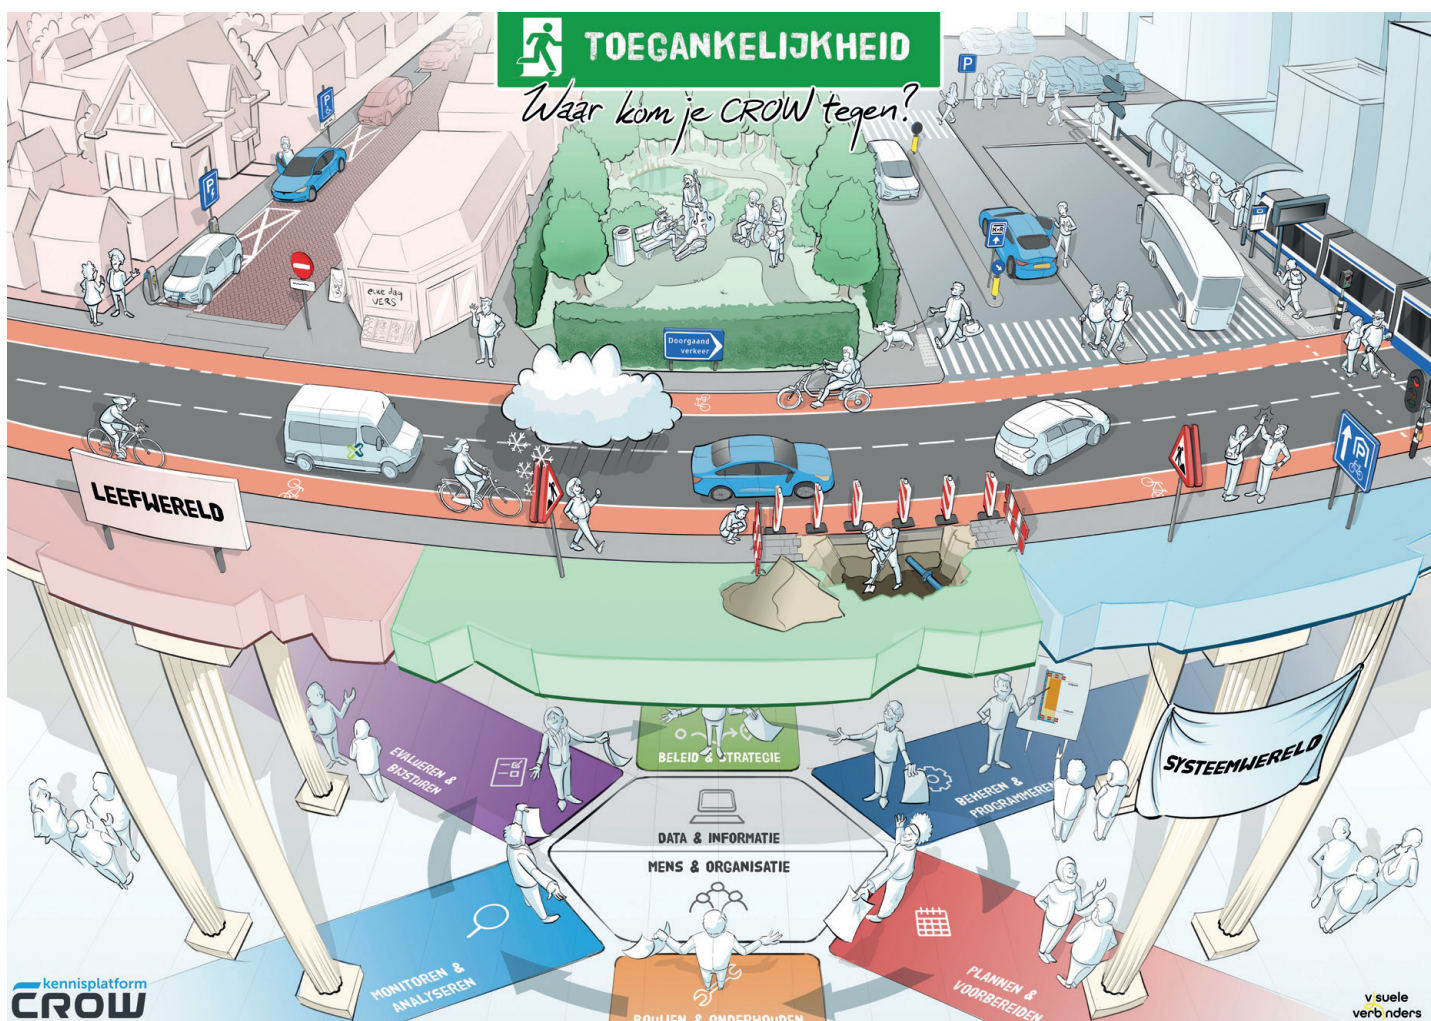 TOEGANKELIJKHEID
Waar kom je CROW tegen?
P
P
P
elke dag
VERS
Doorgaand
verkeer
K+R
P
LEEFWERELD
SYSTEEMWERELD
EVALUEREN &
BIJSTUREN
BELEID & STRATEGIE
BEHEREN &
PROGRAMMEREN
DATA & INFORMATIE
MENS & ORGANISATIE
MONITOREN &
ANALYSEREN
PLANNEN &
VOORBEREIDEN
BOUWEN & ONDERHOUDEN
kennisplatform
CROW
visuele
verbinders